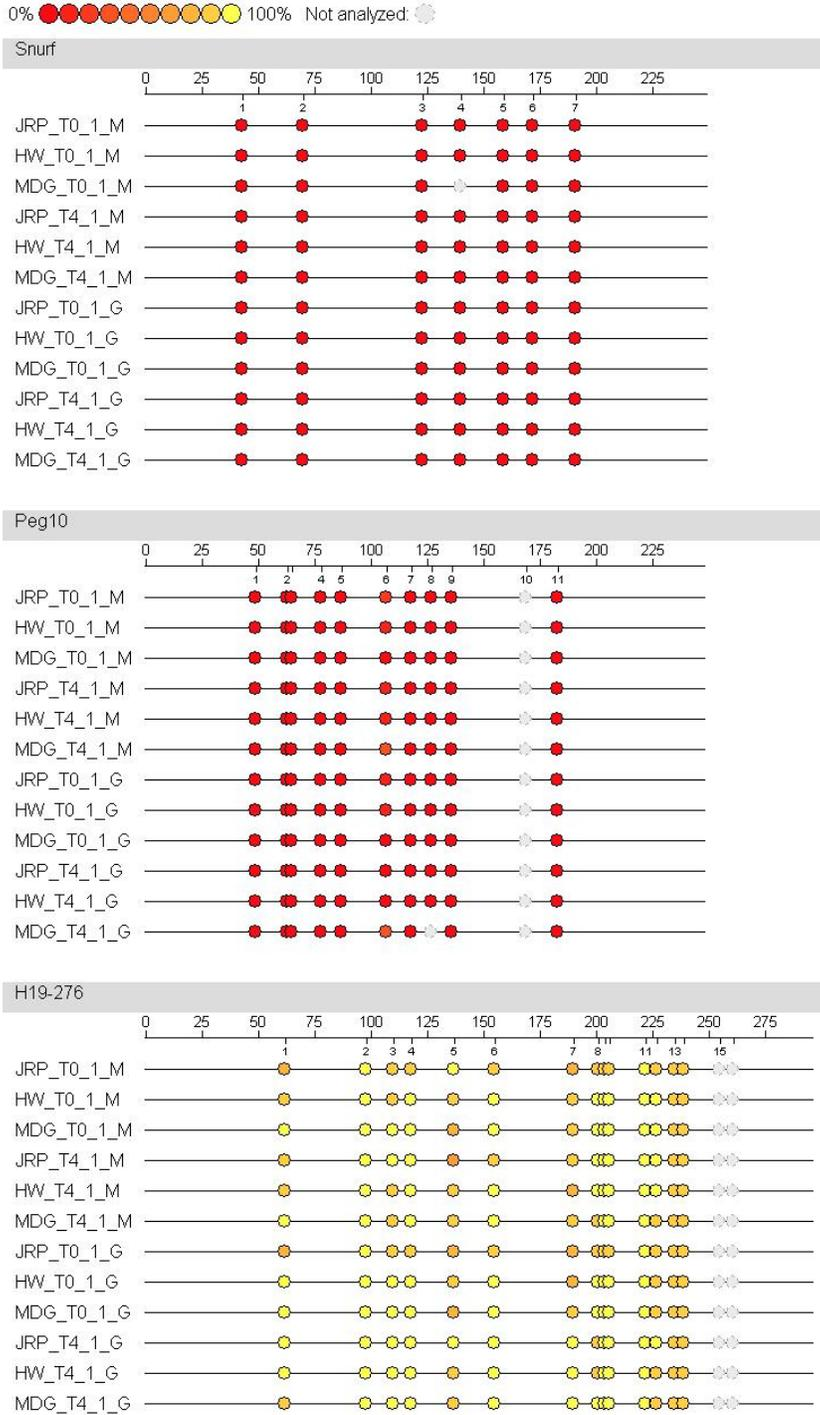 0% 100% Not analyzed:
Snurf
0 25 50 75 100 125 150 175 200 225
1 2 3 4 5 6 7
JRP_T0_1_M
HW_T0_1_M
MDG_T0_1_M
JRP_T4_1_M
HW_T4_1_M
MDG_T4_1_M
JRP_T0_1_G
HW_T0_1_G
MDG_T0_1_G
JRP_T4_1_G
HW_T4_1_G
MDG_T4_1_G
Peg10
0 25 50 75 100 125 150 175 200 225
1 2 4 5 6 7 8 9 10 11
JRP_T0_1_M
HW_T0_1_M
MDG_T0_1_M
JRP_T4_1_M
HW_T4_1_M
MDG_T4_1_M
JRP_T0_1_G
HW_T0_1_G
MDG_T0_1_G
JRP_T4_1_G
HW_T4_1_G
MDG_T4_1_G
H19-276
0 25 50 75 100 125 150 175 200 225 250 275
1 2 3 4 5 6 7 8 11 13 15
JRP_T0_1_M
HW_T0_1_M
MDG_T0_1_M
JRP_T4_1_M
HW_T4_1_M
MDG_T4_1_M
JRP_T0_1_G
HW_T0_1_G
MDG_T0_1_G
JRP_T4_1_G
HW_T4_1_G
MDG_T4_1_G